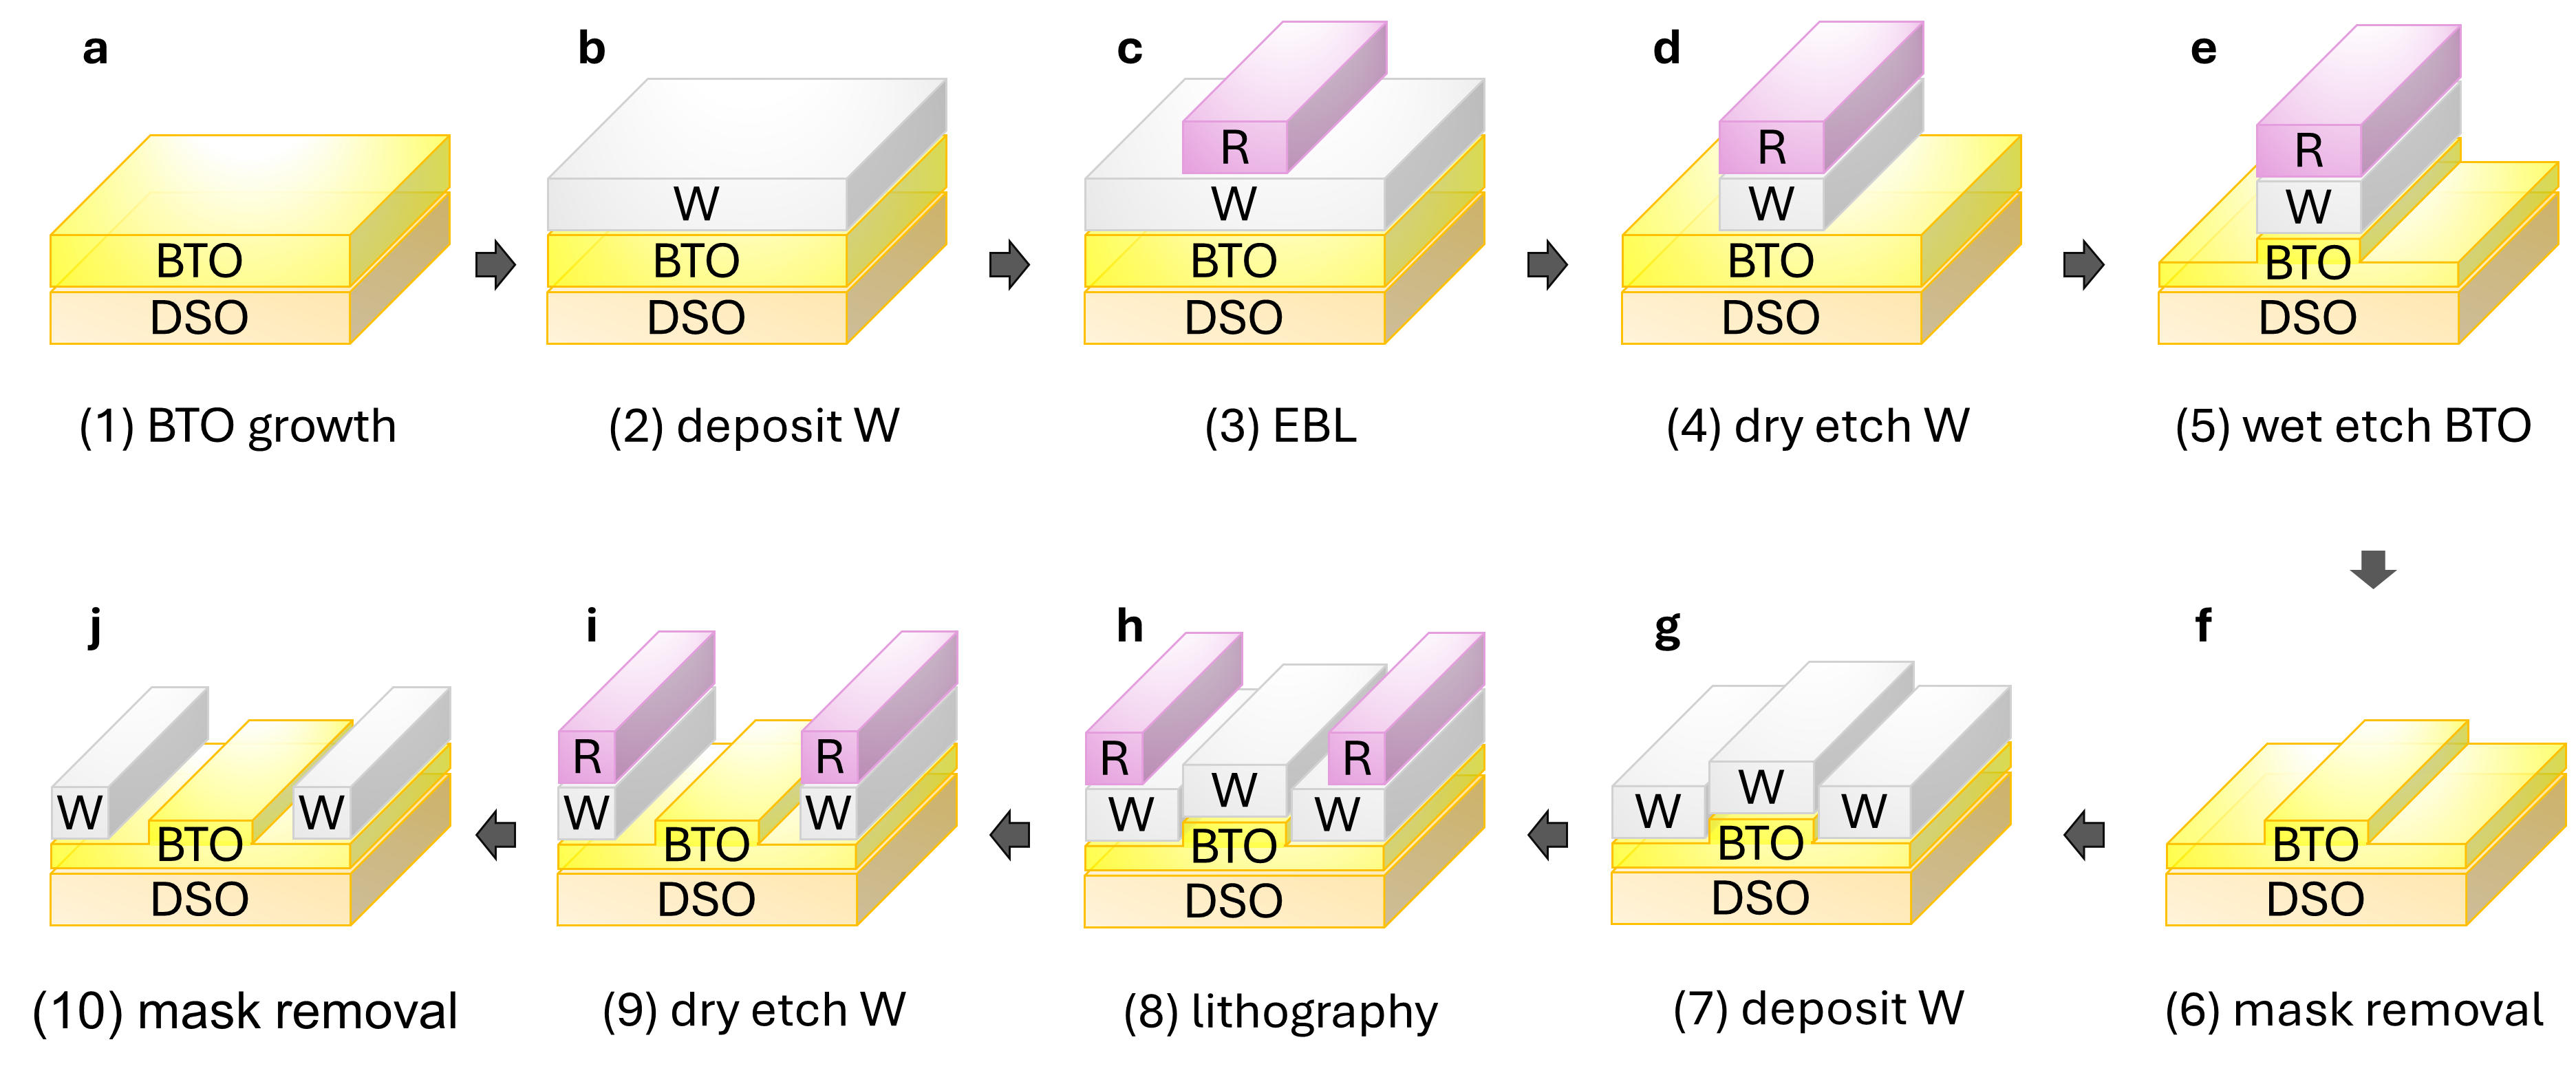 a
BTO
DSO
(1) BTO growth
b
W
BTO
DSO
(2) deposit W
c
R
W
BTO
DSO
(3) EBL
d
R
W
BTO
DSO
(4) dry etch W
e
R
W
BTO
DSO
(5) wet etch BTO
f
BTO
DSO
(6) mask removal
g
W W W
BTO
DSO
(7) deposit W
h
R R
W W W
BTO
DSO
(8) lithography
i
R R
W W
BTO
DSO
(9) dry etch W
j
W W
BTO
DSO
(10) mask removal